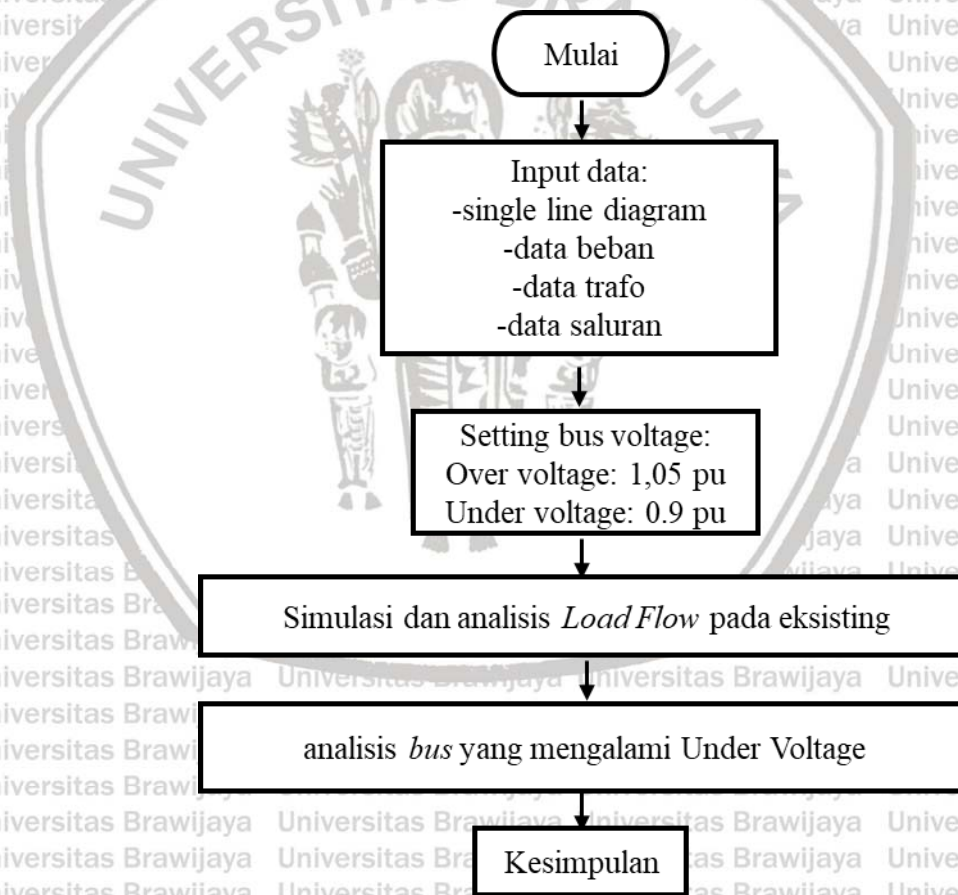 Mulai
Input data:
-single line diagram
-data beban
-data trafo
-data saluran
Setting bus voltage:
Over voltage: 1,05 pu
Under voltage: 0.9 pu
Simulasi dan analisis Load Flow pada eksisting
analisis bus yang mengalami Under Voltage
Kesimpulan